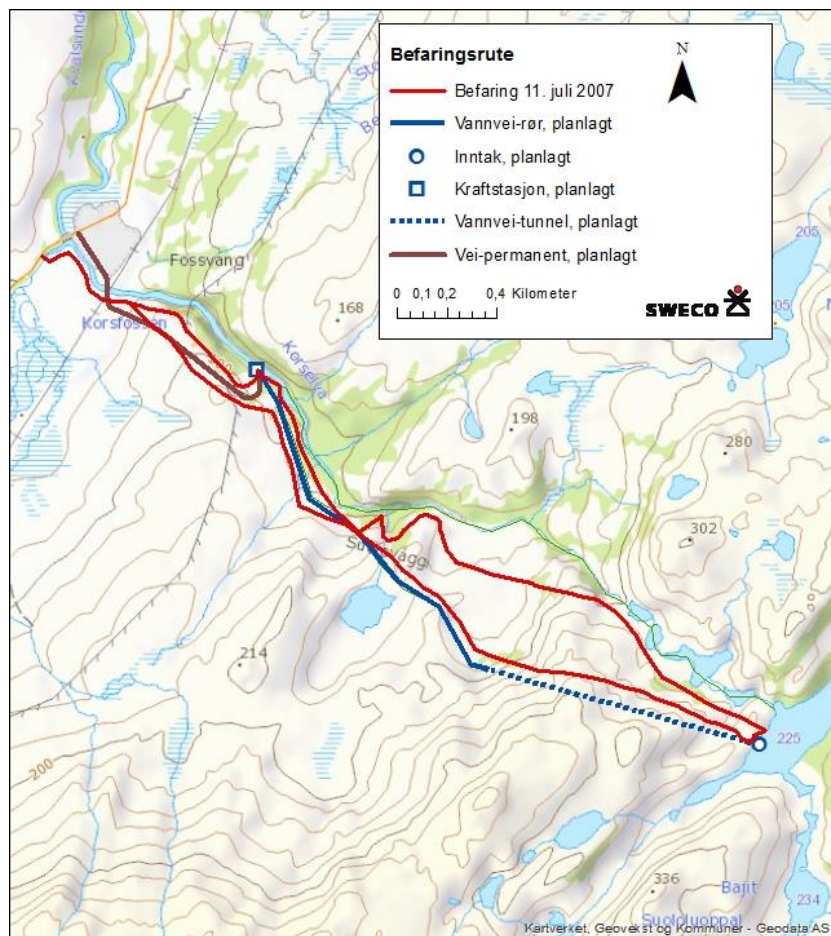 Befaringsrute
N
Befaring 11. juli 2007
Vannvei-rør, planlagt
Inntak, planlagt
Kraftstasjon, planlagt
Vannvei-tunnel, planlagt
Vei-permanent, planlagt
0 0,1 0,2 0,4 Kilometer
SWECO
205
205
Fossvang
168
Korsfossen
Korselva
198
280
302
214
225
200
336
Bajit
Suololuoppal
234
Kartverket, Geovekst og Kommuner - Geodata AS